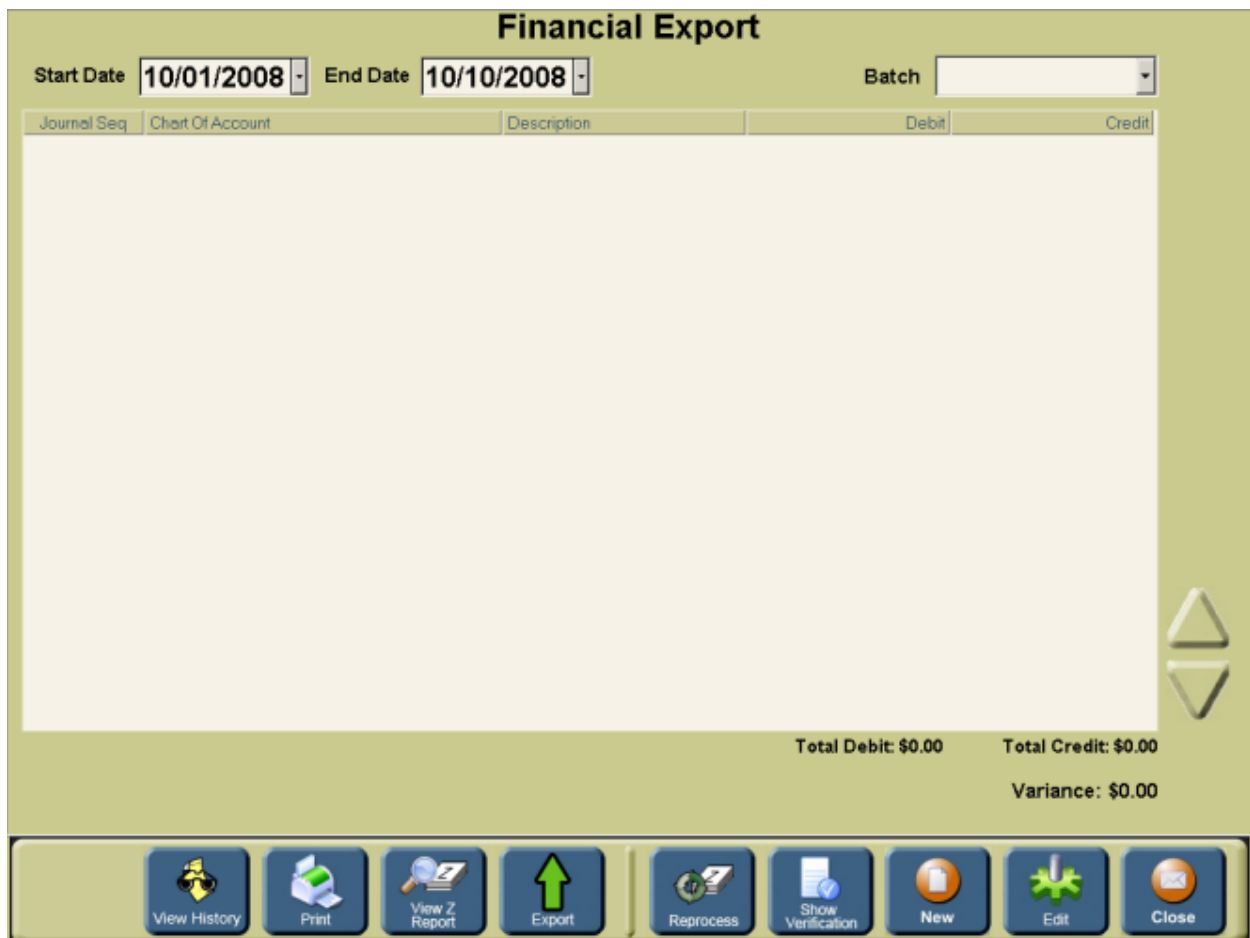 Financial Export
Start Date 10/01/2008 End Date 10/10/2008 Batch
Journal Seq Chart Of Account Description Debit Credit
Total Debit: $0.00 Total Credit: $0.00
Variance: $0.00
View History Print View Z Report Export Reprocess Show Verification New Edit Close